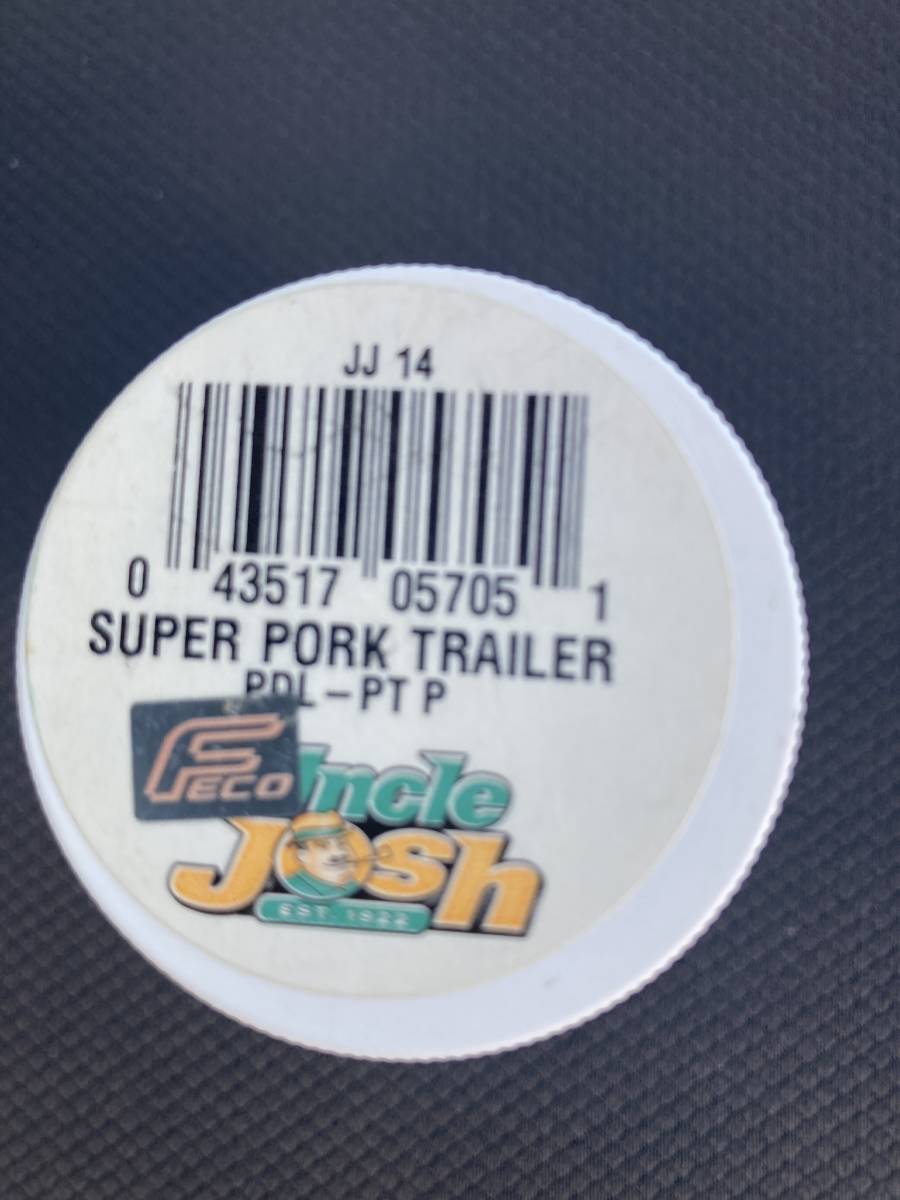 JJ 14
0 43517 05705 1
SUPER PORK TRAILER
PDL-PT P
FECO
Uncle
Josh
EST. 1922